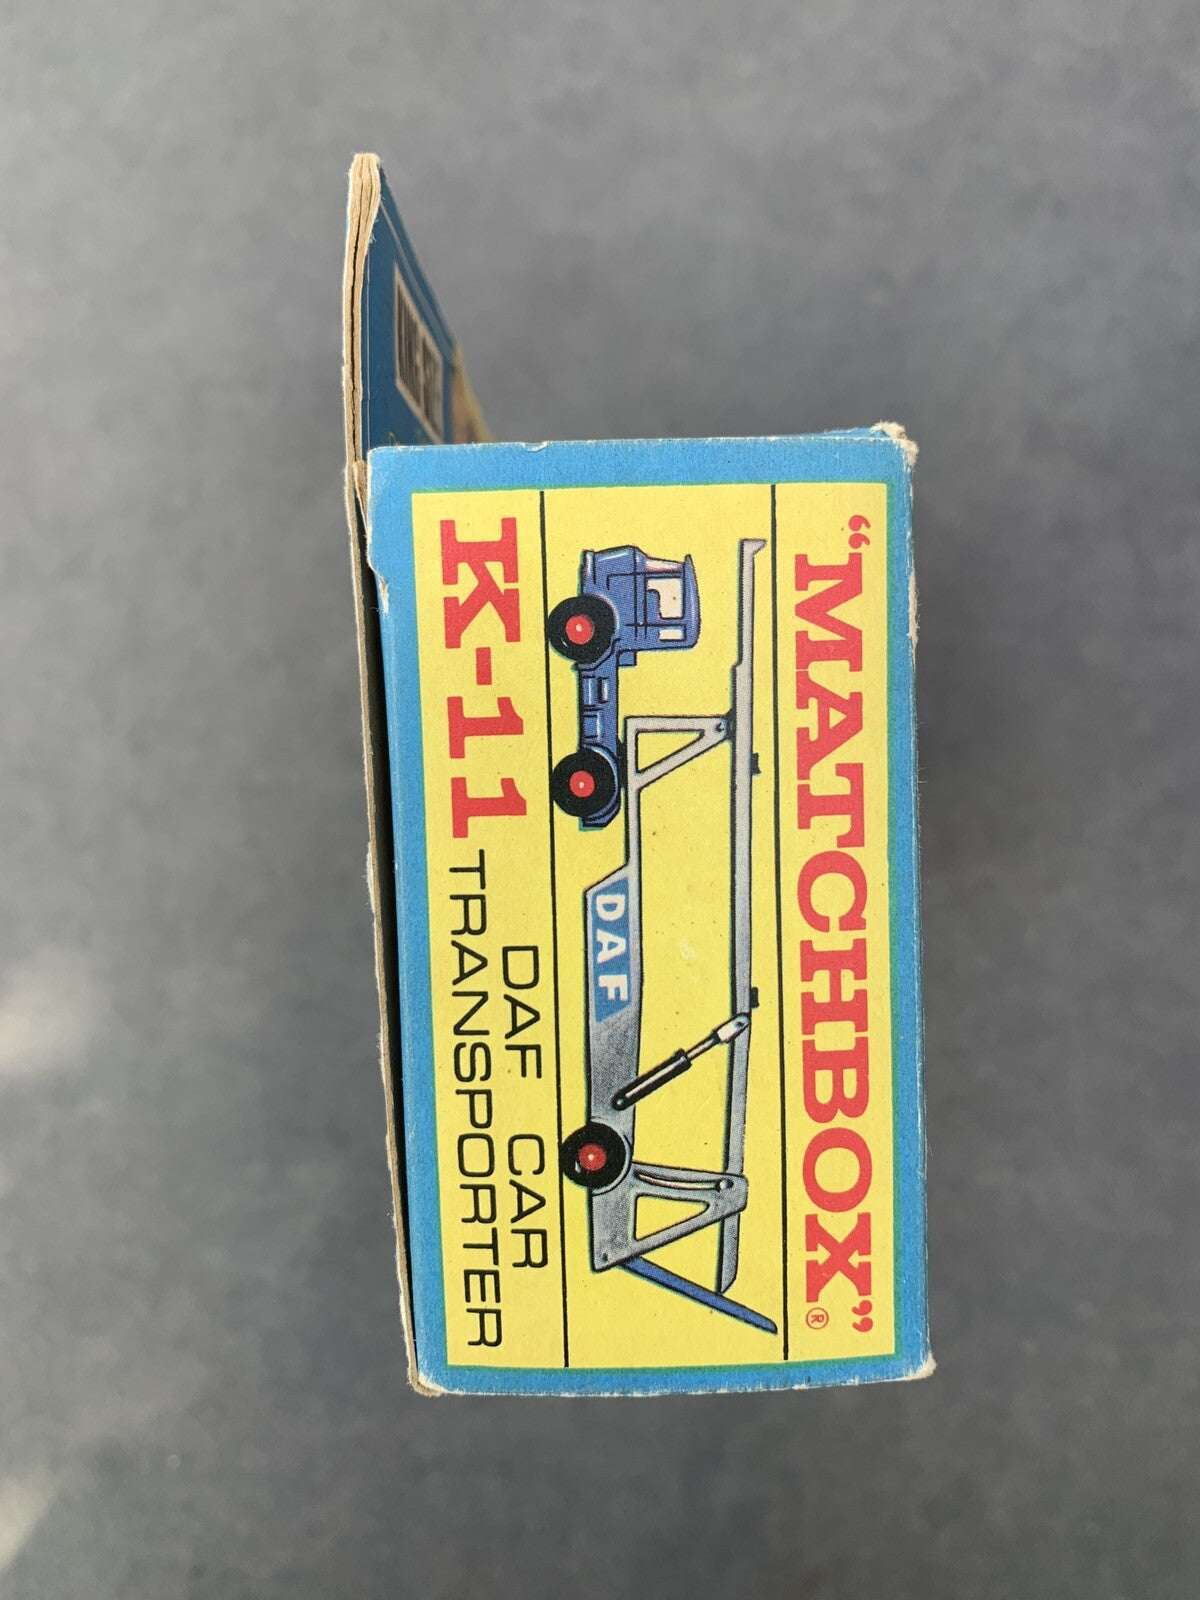 "MATCHBOX"®
DAF
K-11
DAF CAR
TRANSPORTER